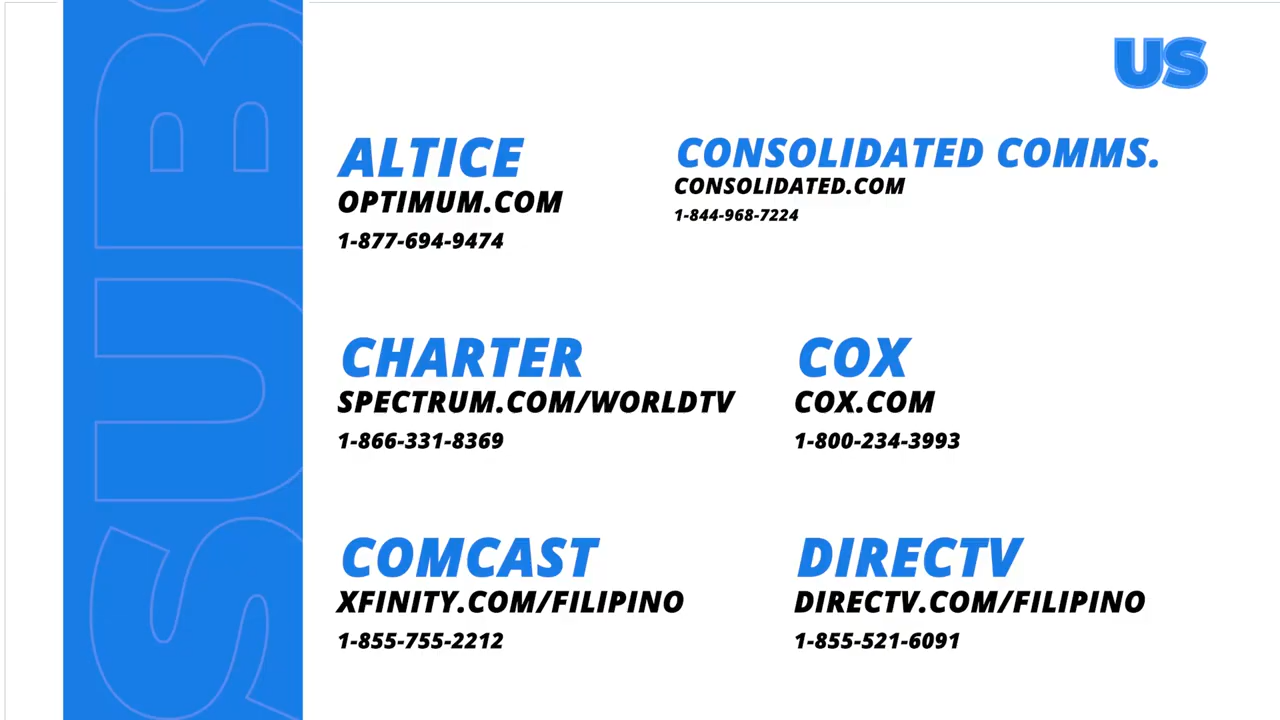 US
ALTICE
OPTIMUM.COM
1-877-694-9474
CONSOLIDATED COMMS.
CONSOLIDATED.COM
1-844-968-7224
CHARTER
SPECTRUM.COM/WORLDTV
1-866-331-8369
COX
COX.COM
1-800-234-3993
COMCAST
XFINITY.COM/FILIPINO
1-855-755-2212
DIRECTV
DIRECTV.COM/FILIPINO
1-855-521-6091
SUB